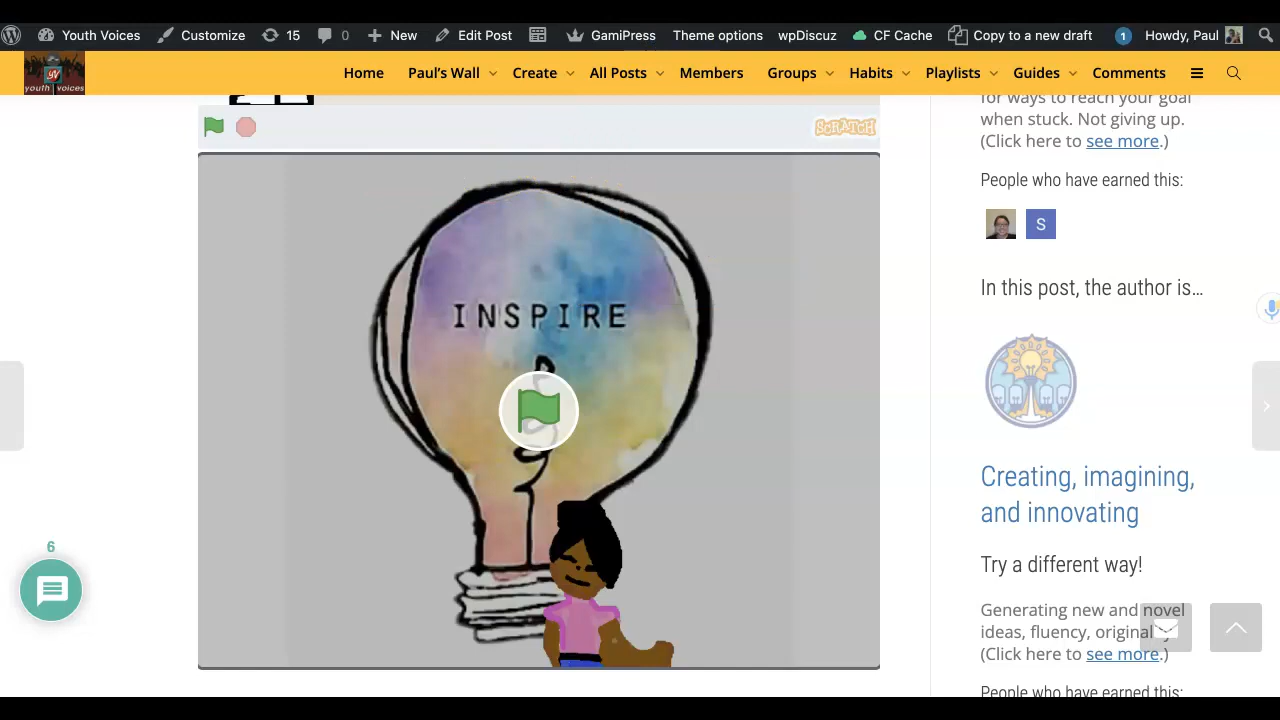 Youth Voices Customize 15 0 New Edit Post GamiPress Theme options wpDiscuz CF Cache Copy to a new draft 1 Howdy, Paul
youth voices
Home Paul's Wall Create All Posts Members Groups Habits Playlists Guides Comments
for ways to reach your goal
when stuck. Not giving up.
(Click here to see more.)
SCRATCH
People who have earned this:
S
In this post, the author is…
INSPIRE
Creating, imagining,
and innovating
6
Try a different way!
Generating new and novel
ideas, fluency, original
(Click here to see more.)
People who have earned this: